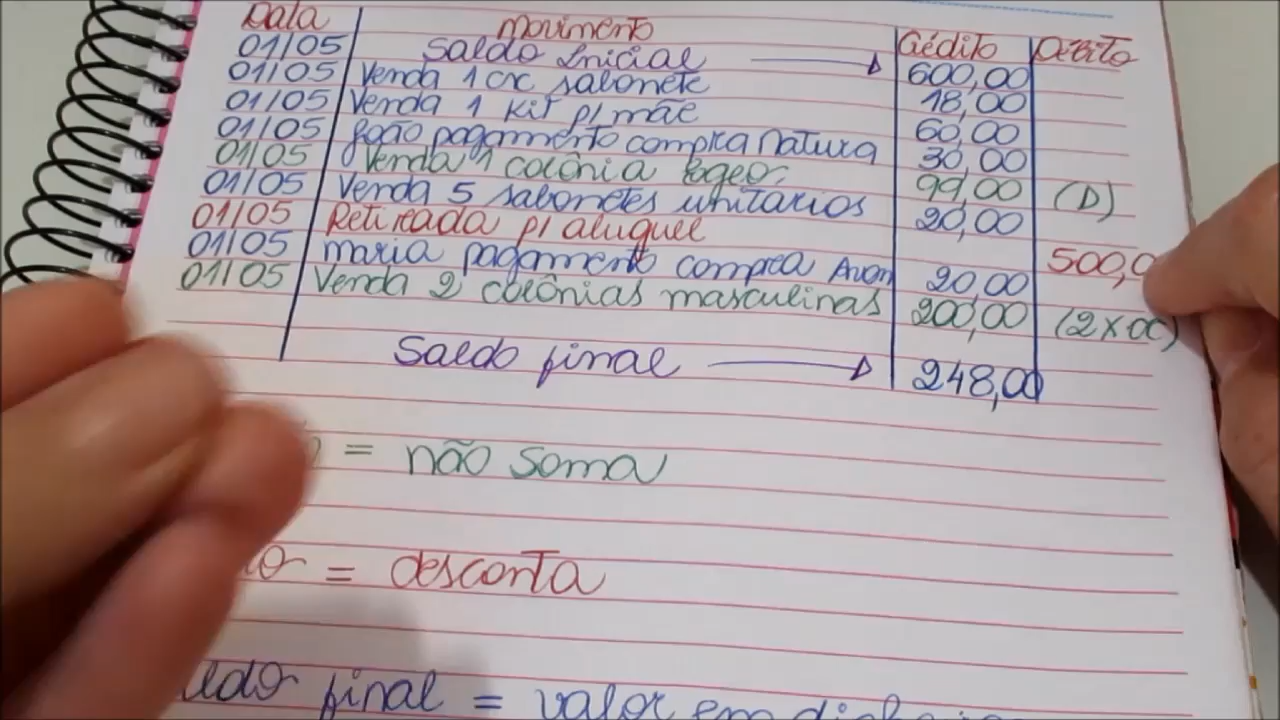 Data Movimento Crédito Débito
01/05 Saldo Inicial 600,00
01/05 Venda 1 cx sabonete 18,00
01/05 Venda 1 Kit p/ mãe 60,00
01/05 João pagamento compra Natura 30,00
01/05 Venda 1 colônia 99,00 (D)
01/05 Venda 5 sabonetes unitários 20,00
01/05 Retirada p/ aluguel 500,0
01/05 Maria pagamento compra Avon 20,00
01/05 Venda 2 colônias masculinas 200,00 (2x cc)
Saldo final 248,00
= não soma
= desconta
ldo final = valor em dinheiro